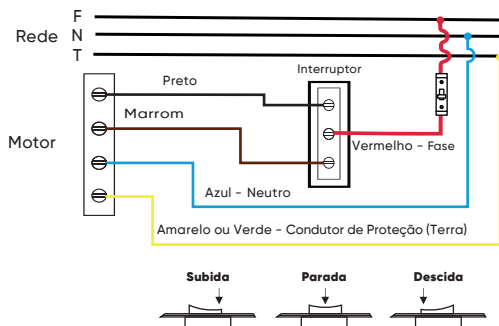 F
Rede N
T
Preto
Interruptor
Marrom
Motor
Vermelho - Fase
Azul - Neutro
Amarelo ou Verde - Condutor de Proteção (Terra)
Subida Parada Descida